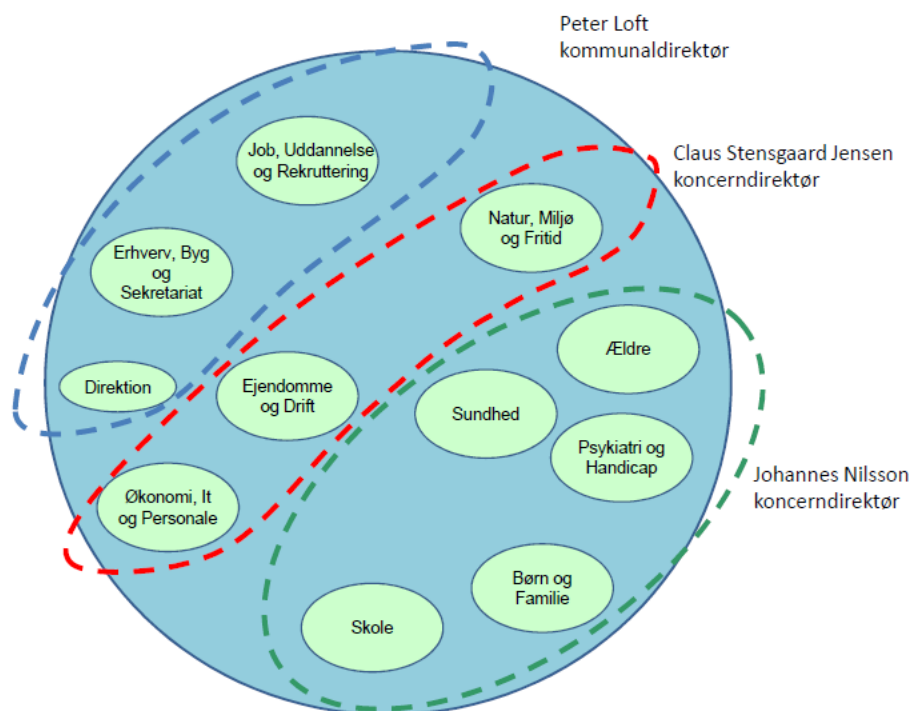 Peter Loft
kommunaldirektør
Job, Uddannelse
og Rekruttering
Claus Stensgaard Jensen
koncerndirektør
Natur, Miljø
og Fritid
Erhverv, Byg
og
Sekretariat
Ældre
Direktion
Ejendomme
og Drift
Sundhed
Psykiatri og
Handicap
Johannes Nilsson
koncerndirektør
Økonomi, It
og Personale
Børn og
Familie
Skole